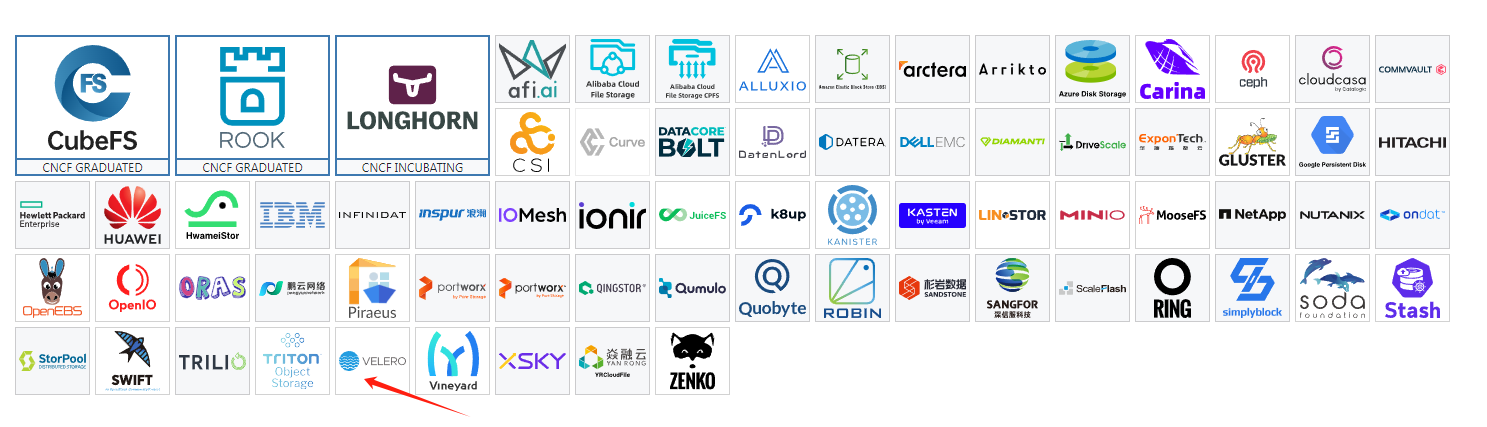 FS
CubeFS
CNCF GRADUATED
ROOK
CNCF GRADUATED
LONGHORN
CNCF INCUBATING
afi.ai
Alibaba Cloud
File Storage
Alibaba Cloud
File Storage CPFS
ALLUXIO
Amazon Elastic Block Store (EBS)
arctera
Arrikto
Azure Disk Storage
Carina
ceph
cloudcasa
by Catalogic
COMMVAULT
CSI
Curve
DATACORE
BOLT
DATENLORD
DATERA
DELLEMC
DIAMANTI
DRIVESCALE
ExponTech
GLUSTER
Google Persistent Disk
HITACHI
Hewlett Packard
Enterprise
HUAWEI
HwameiStor
IBM
INFINIDAT
inspur 浪潮
IOMesh
ionir
JuiceFS
k8up
KANISTER
KASTEN
by Veeam
LINSTOR
MINIO
MooseFS
NetApp
NUTANIX
ondat
OpenEBS
OpenIO
ORAS
鹏云网络
Piraeus
portworx
by Pure Storage
portworx
by Pure Storage
QINGSTOR
Qumulo
Quobyte
ROBIN
杉岩数据
SANDSTONE
SANGFOR
深信服科技
ScaleFlash
RING
simplyblock
soda
foundation
Stash
StorPool
DISTRIBUTED STORAGE
SWIFT
TRILIO
TRITON
Object
Storage
VELERO
Vineyard
XSKY
焱融云
YAN RONG
YRCloudFile
ZENKO